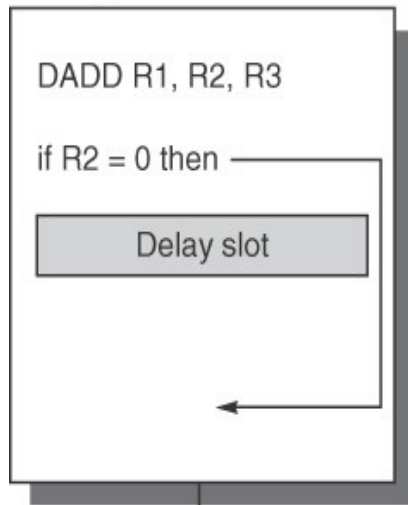 DADD R1, R2, R3
if R2 = 0 then
Delay slot